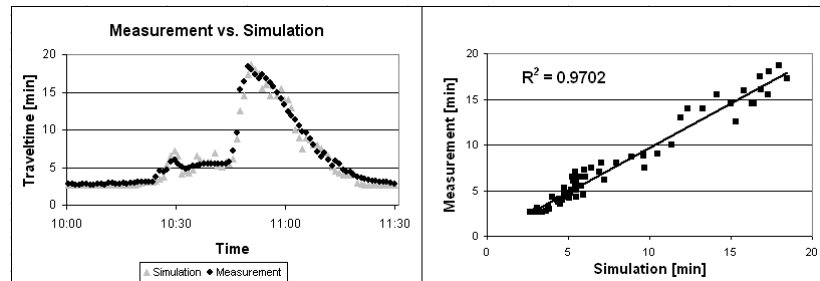 Measurement vs. Simulation
20
15
10
5
0
Traveltime [min]
10:00 10:30 11:00 11:30
Time
Simulation Measurement
20
15
10
5
0
Measurement [min]
R² = 0.9702
0 5 10 15 20
Simulation [min]